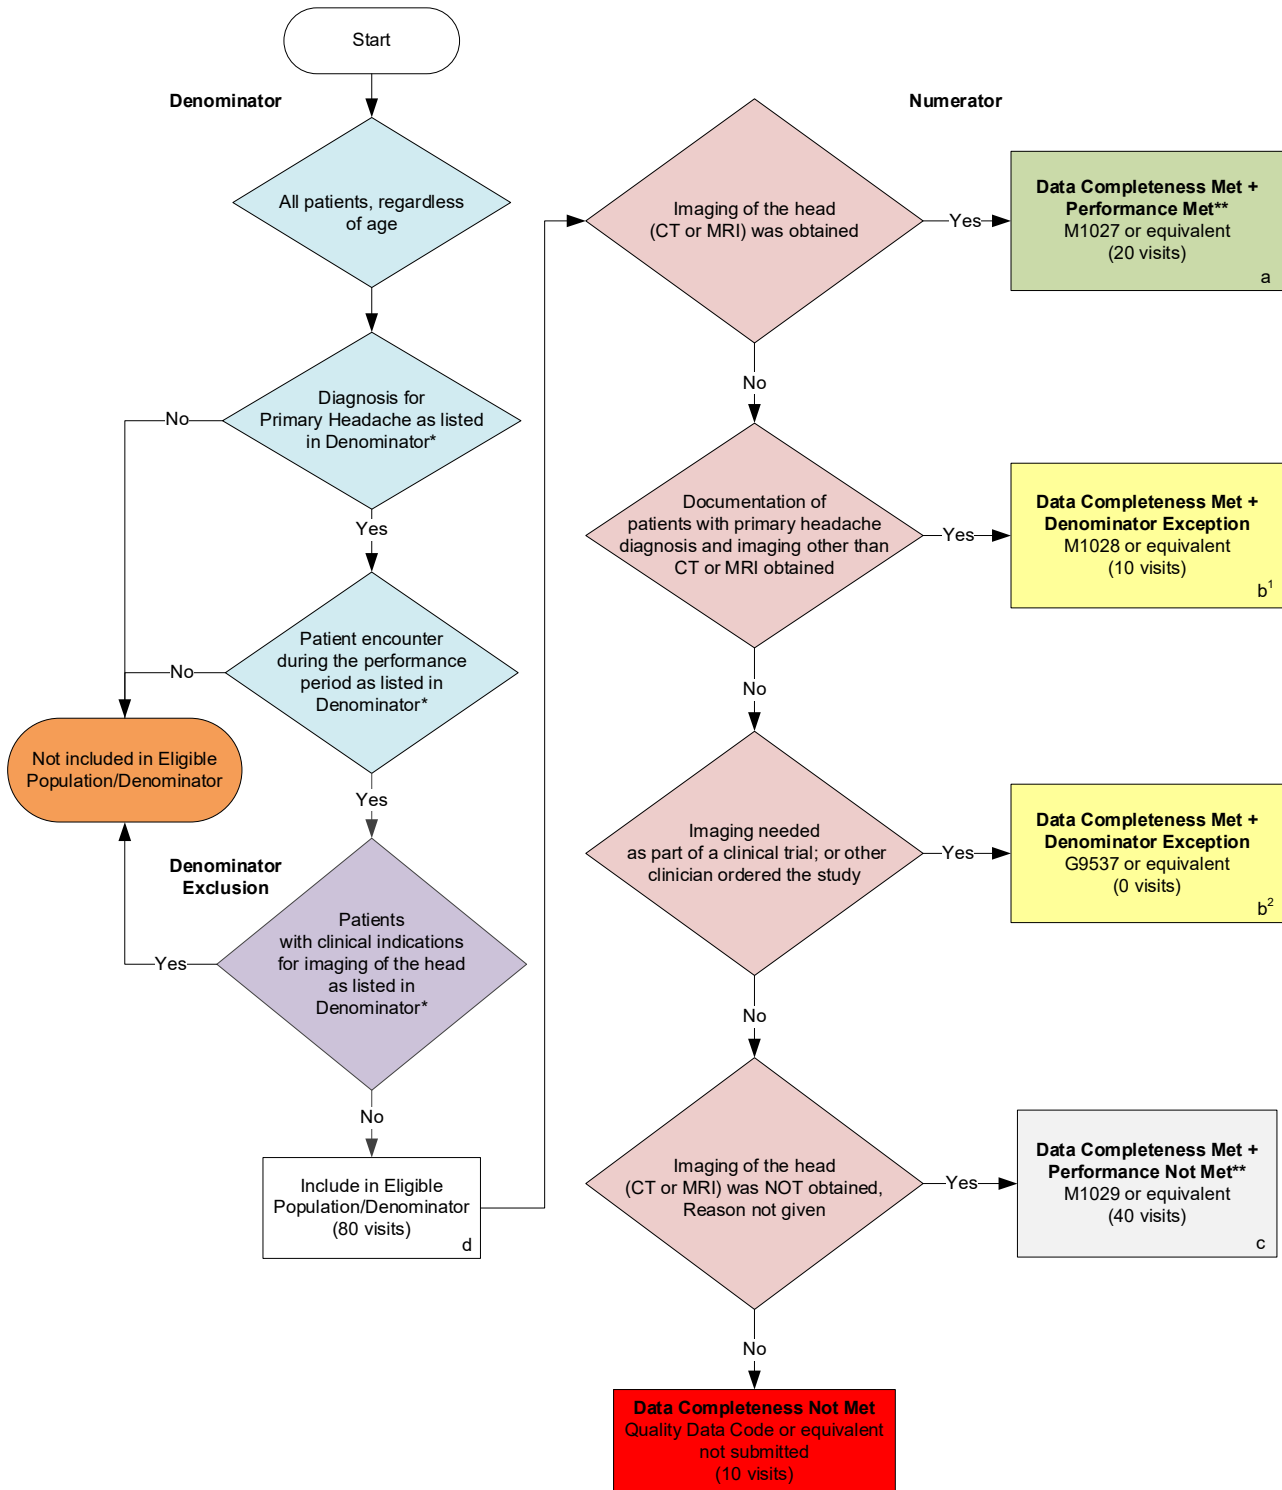 Start
Denominator
All patients, regardless
of age
Diagnosis for
Primary Headache as listed
in Denominator*
No
Yes
Patient encounter
during the performance
period as listed in
Denominator*
No
Not included in Eligible
Population/Denominator
Yes
Denominator
Exclusion
Patients
with clinical indications
for imaging of the head
as listed in
Denominator*
Yes
No
Include in Eligible
Population/Denominator
(80 visits)
d
Numerator
Imaging of the head
(CT or MRI) was obtained
Yes
Data Completeness Met +
Performance Met**
M1027 or equivalent
(20 visits)
a
No
Documentation of
patients with primary headache
diagnosis and imaging other than
CT or MRI obtained
Yes
Data Completeness Met +
Denominator Exception
M1028 or equivalent
(10 visits)
b¹
No
Imaging needed
as part of a clinical trial; or other
clinician ordered the study
Yes
Data Completeness Met +
Denominator Exception
G9537 or equivalent
(0 visits)
b²
No
Imaging of the head
(CT or MRI) was NOT obtained,
Reason not given
Yes
Data Completeness Met +
Performance Not Met**
M1029 or equivalent
(40 visits)
c
No
Data Completeness Not Met
Quality Data Code or equivalent
not submitted
(10 visits)